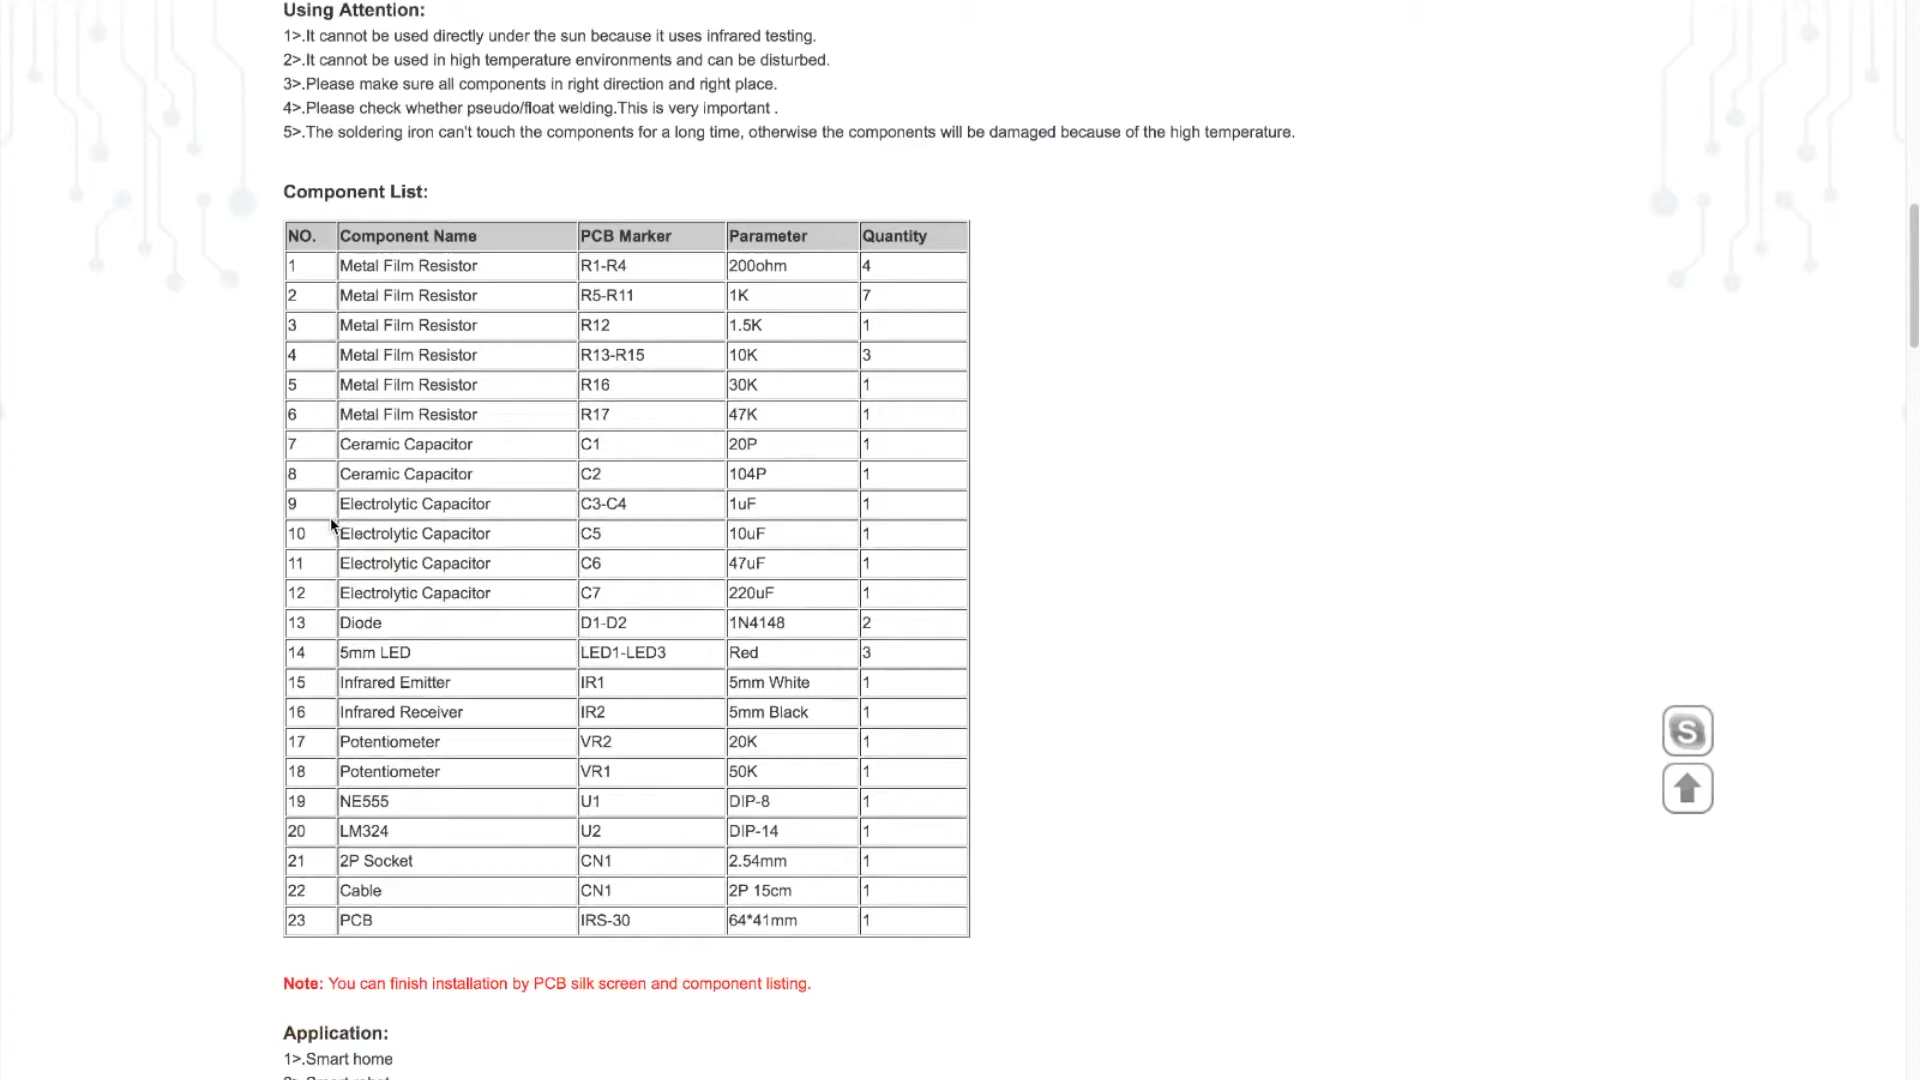 Using Attention:
1>.It cannot be used directly under the sun because it uses infrared testing.
2>.It cannot be used in high temperature environments and can be disturbed.
3>.Please make sure all components in right direction and right place.
4>.Please check whether pseudo/float welding.This is very important .
5>.The soldering iron can't touch the components for a long time, otherwise the components will be damaged because of the high temperature.
Component List:
NO. Component Name PCB Marker Parameter Quantity
1 Metal Film Resistor R1-R4 200ohm 4
2 Metal Film Resistor R5-R11 1K 7
3 Metal Film Resistor R12 1.5K 1
4 Metal Film Resistor R13-R15 10K 3
5 Metal Film Resistor R16 30K 1
6 Metal Film Resistor R17 47K 1
7 Ceramic Capacitor C1 20P 1
8 Ceramic Capacitor C2 104P 1
9 Electrolytic Capacitor C3-C4 1uF 1
10 Electrolytic Capacitor C5 10uF 1
11 Electrolytic Capacitor C6 47uF 1
12 Electrolytic Capacitor C7 220uF 1
13 Diode D1-D2 1N4148 2
14 5mm LED LED1-LED3 Red 3
15 Infrared Emitter IR1 5mm White 1
16 Infrared Receiver IR2 5mm Black 1
17 Potentiometer VR2 20K 1
18 Potentiometer VR1 50K 1
19 NE555 U1 DIP-8 1
20 LM324 U2 DIP-14 1
21 2P Socket CN1 2.54mm 1
22 Cable CN1 2P 15cm 1
23 PCB IRS-30 64*41mm 1
Note: You can finish installation by PCB silk screen and component listing.
Application:
1>.Smart home
2>.Smart robot
S